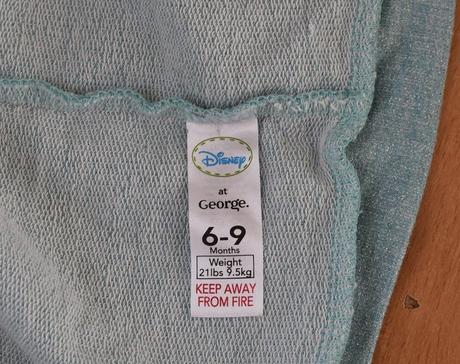 Disney
at
George.
6-9
Months
Weight
21lbs 9.5kg
KEEP AWAY
FROM FIRE